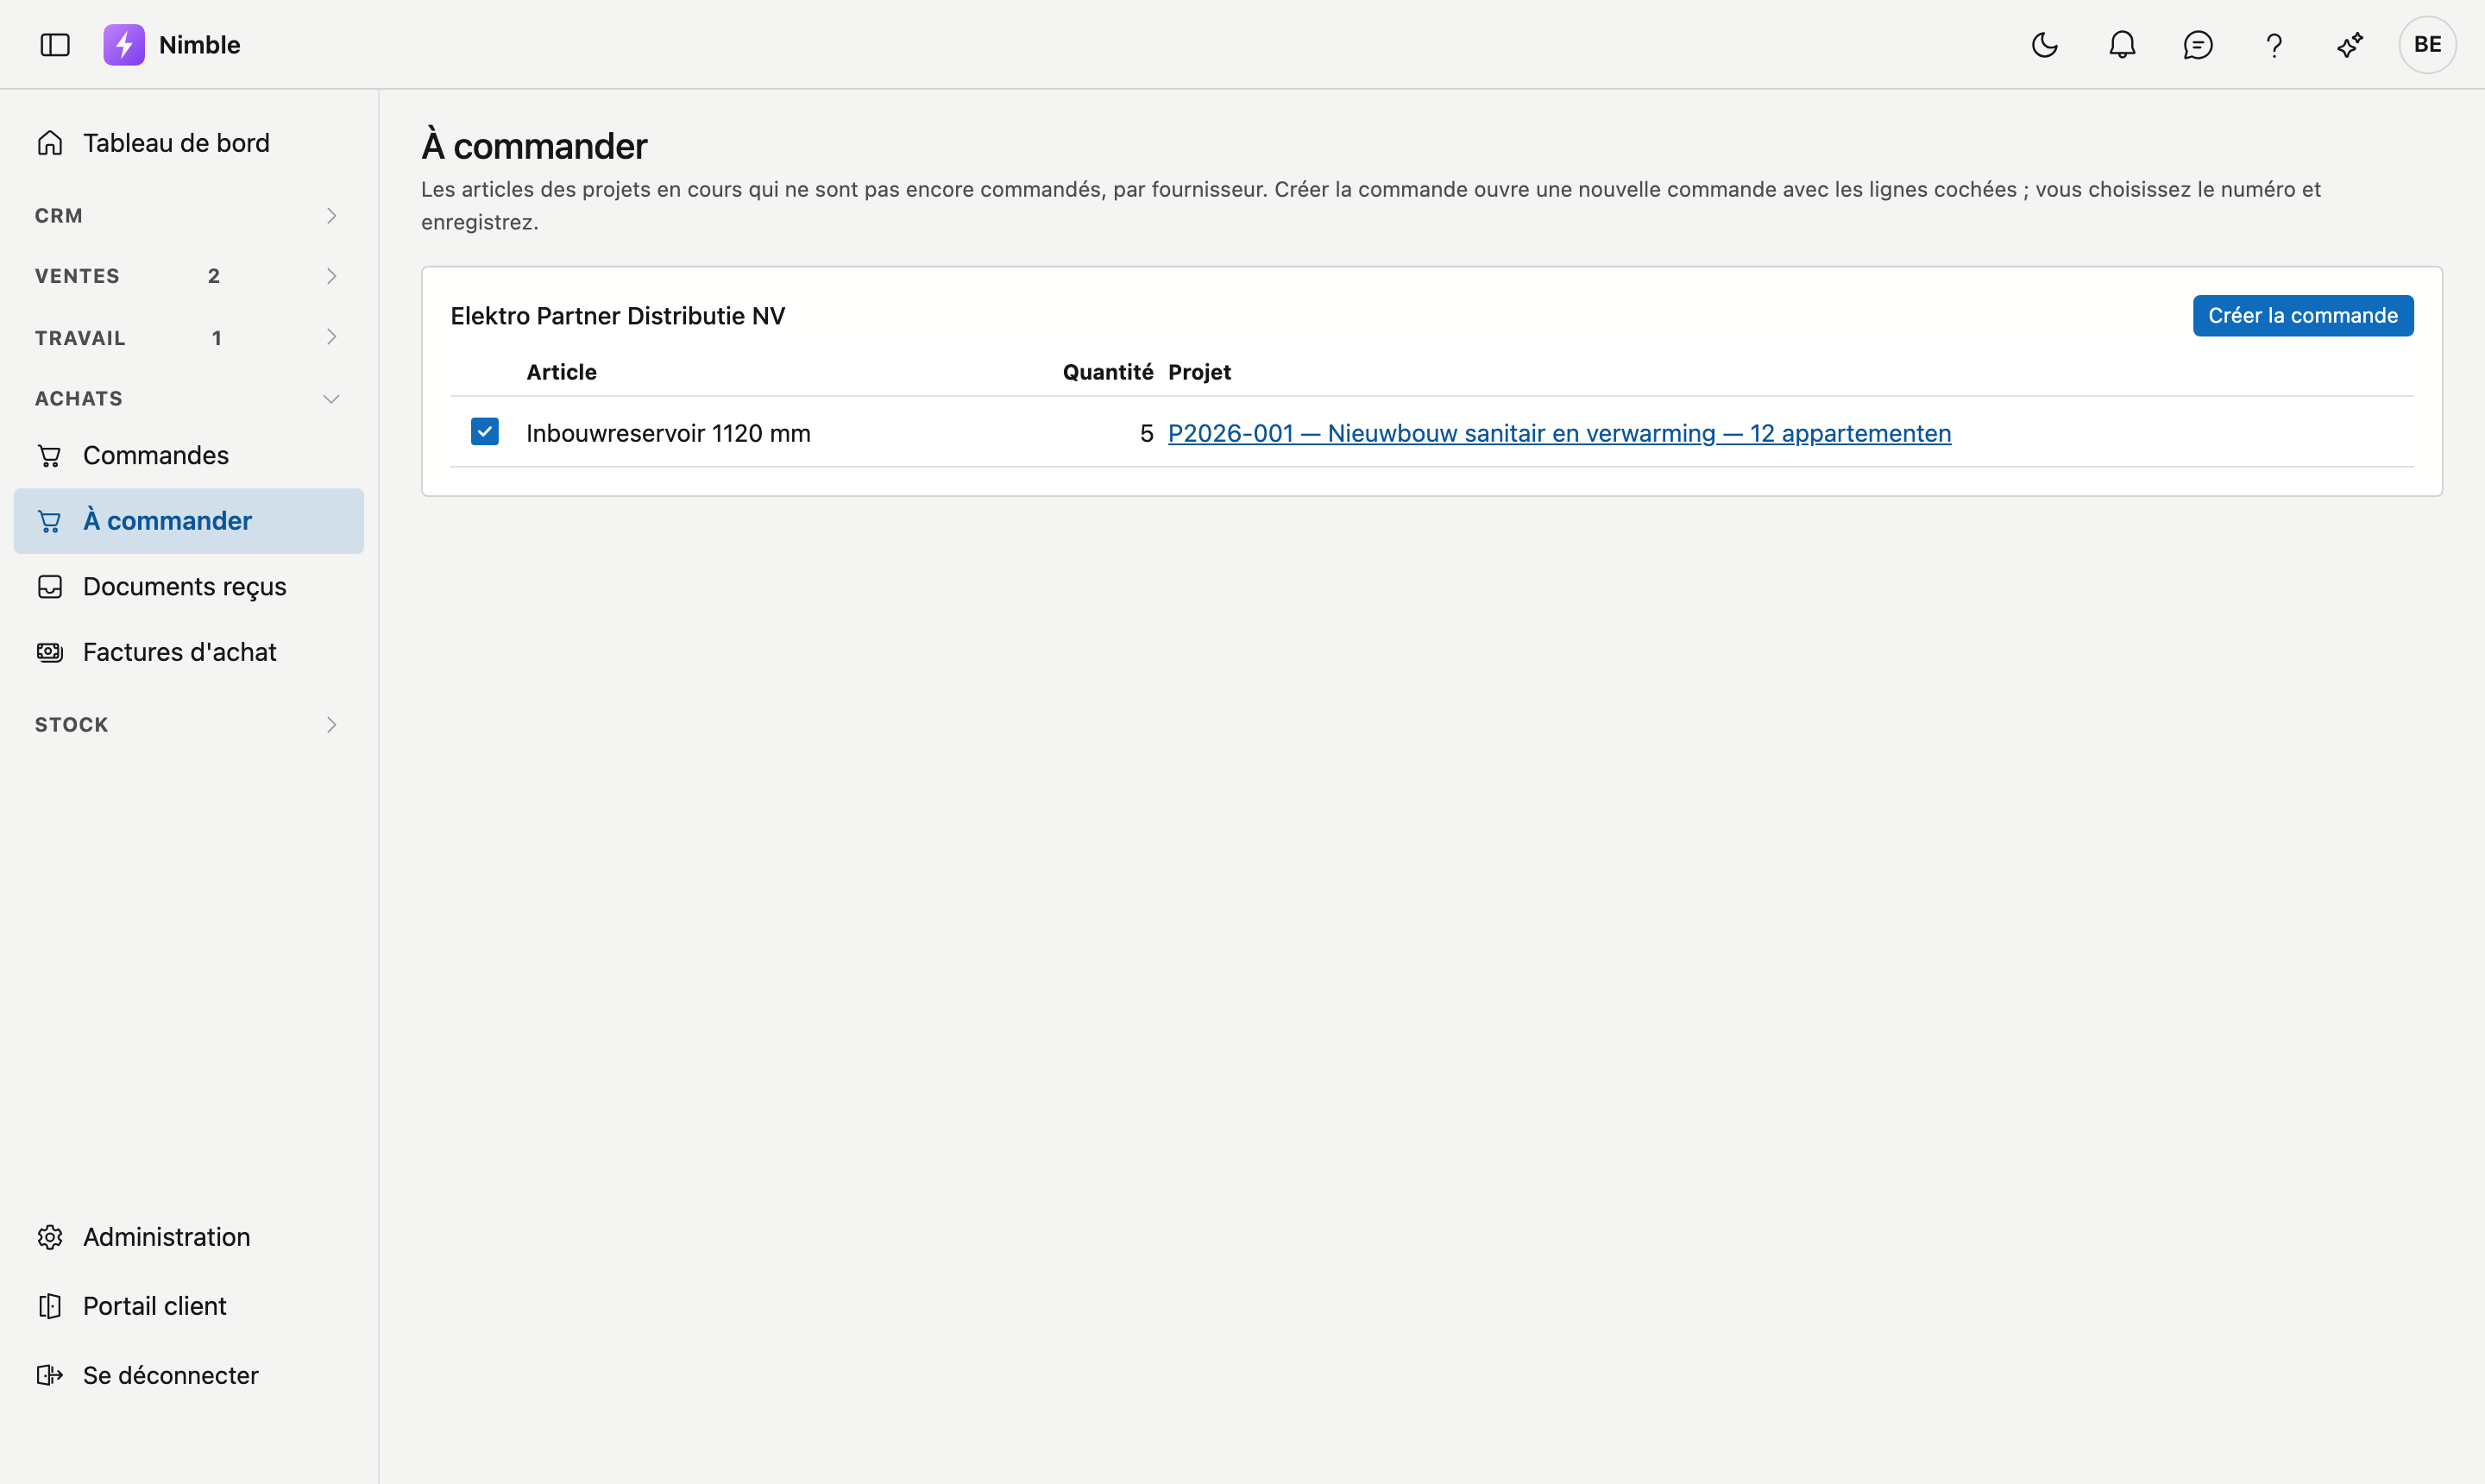 Nimble
BE
Tableau de bord
CRM
VENTES 2
TRAVAIL 1
ACHATS
Commandes
À commander
Documents reçus
Factures d'achat
STOCK
Administration
Portail client
Se déconnecter
À commander
Les articles des projets en cours qui ne sont pas encore commandés, par fournisseur. Créer la commande ouvre une nouvelle commande avec les lignes cochées ; vous choisissez le numéro et
enregistrez.
Elektro Partner Distributie NV
Créer la commande
Article Quantité Projet
Inbouwreservoir 1120 mm 5 P2026-001 — Nieuwbouw sanitair en verwarming — 12 appartementen